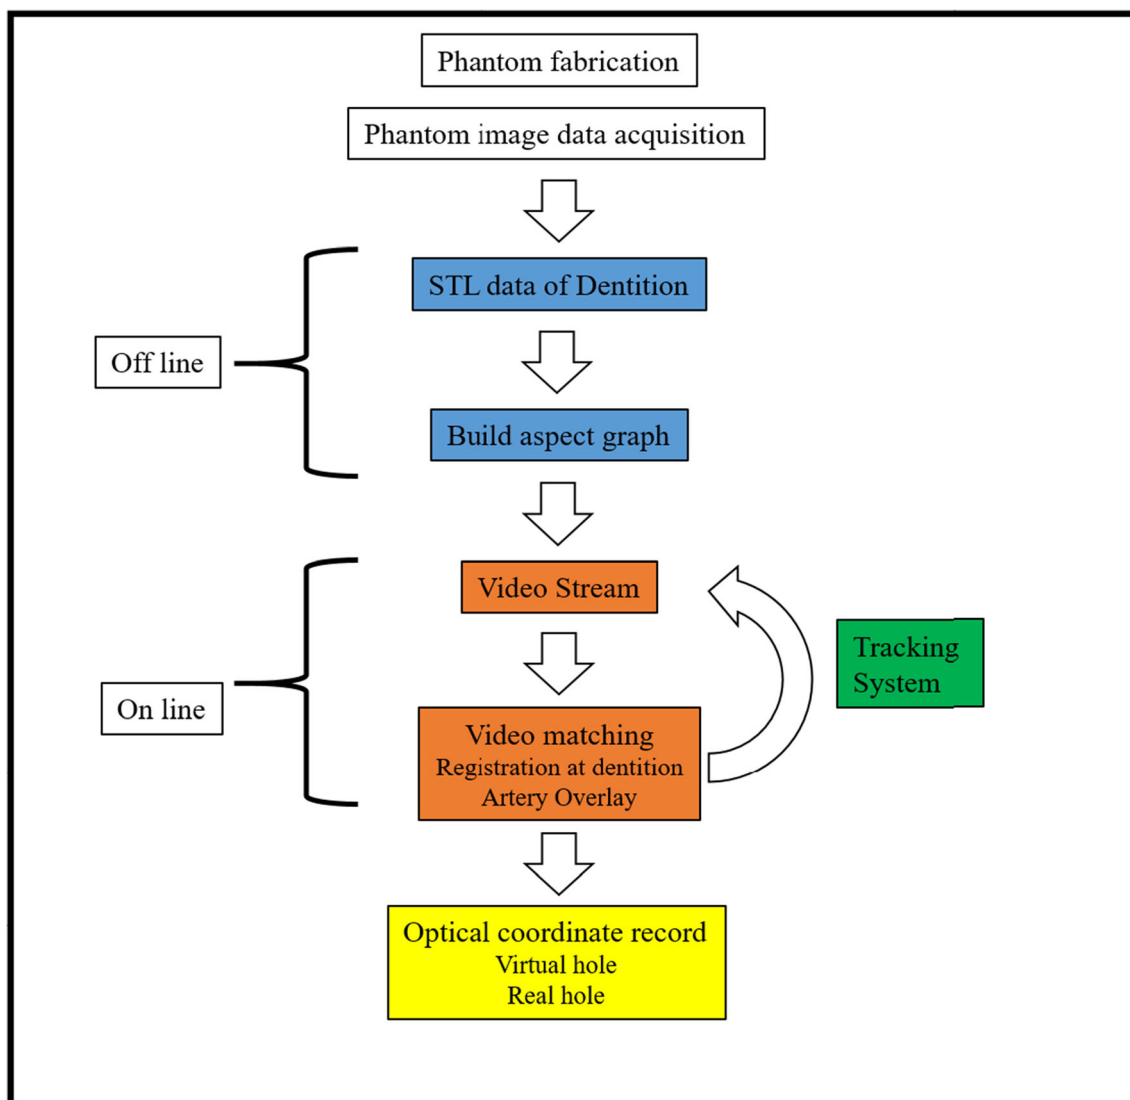 Phantom fabrication
Phantom image data acquisition
STL data of Dentition
Off line
Build aspect graph
Video Stream
Tracking
System
On line
Video matching
Registration at dentition
Artery Overlay
Optical coordinate record
Virtual hole
Real hole